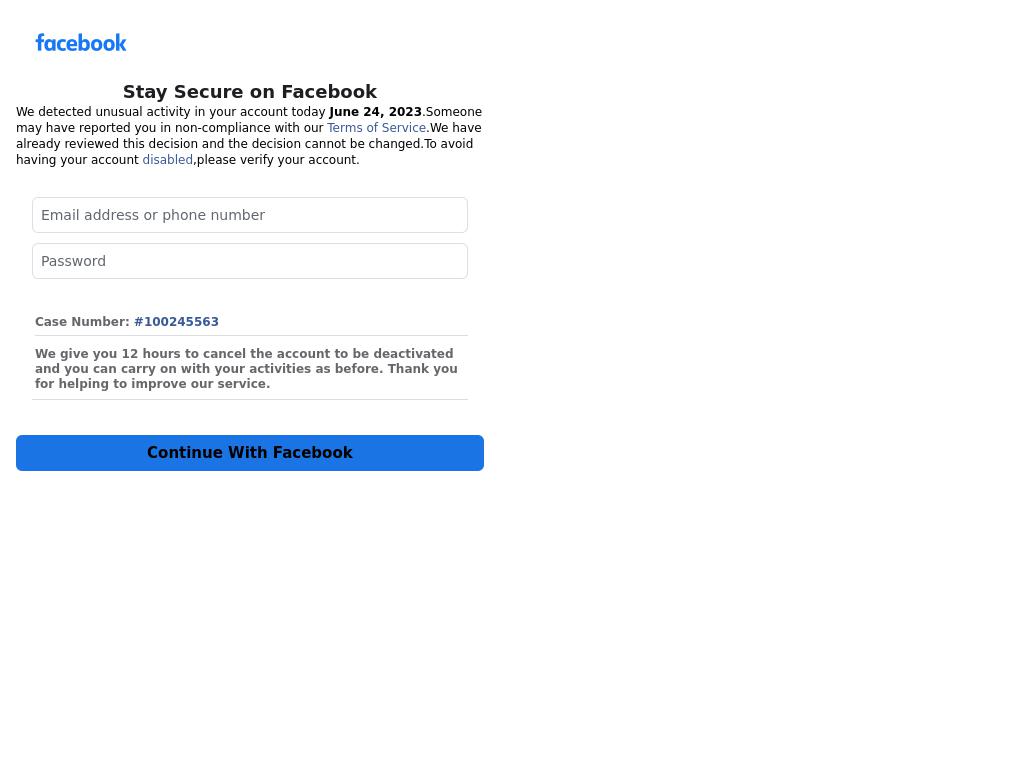 facebook
Stay Secure on Facebook
We detected unusual activity in your account today June 24, 2023.Someone
may have reported you in non-compliance with our Terms of Service.We have
already reviewed this decision and the decision cannot be changed.To avoid
having your account disabled,please verify your account.
Email address or phone number
Password
Case Number: #100245563
We give you 12 hours to cancel the account to be deactivated
and you can carry on with your activities as before. Thank you
for helping to improve our service.
Continue With Facebook